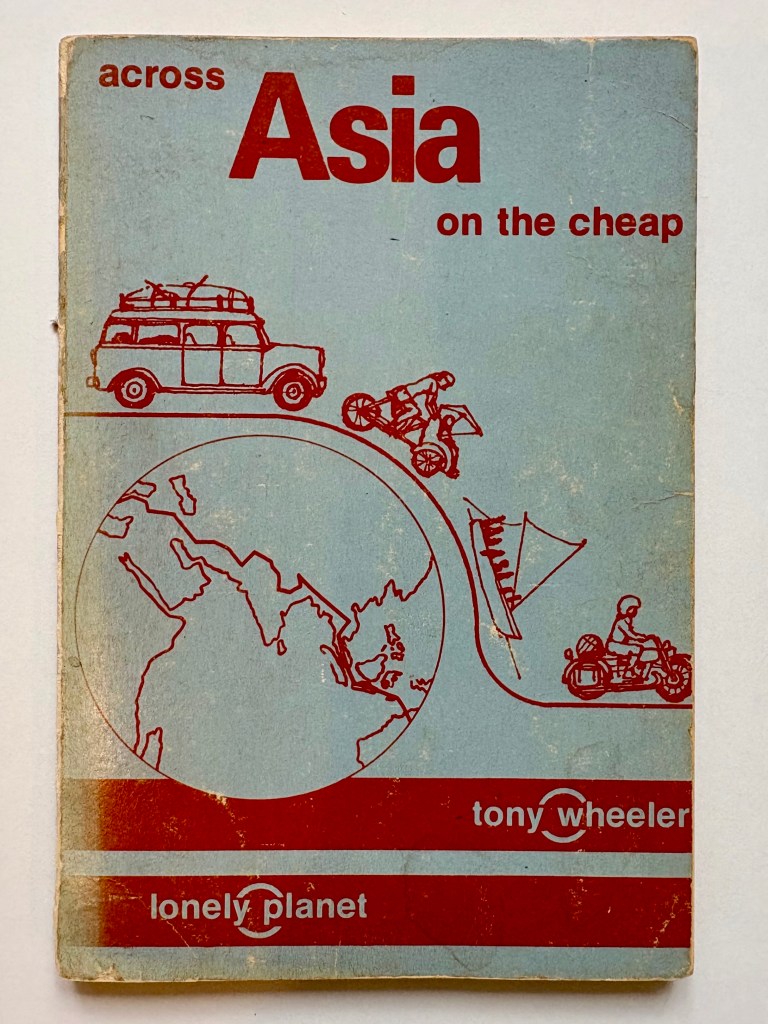 across
Asia
on the cheap
tony wheeler
lonely planet